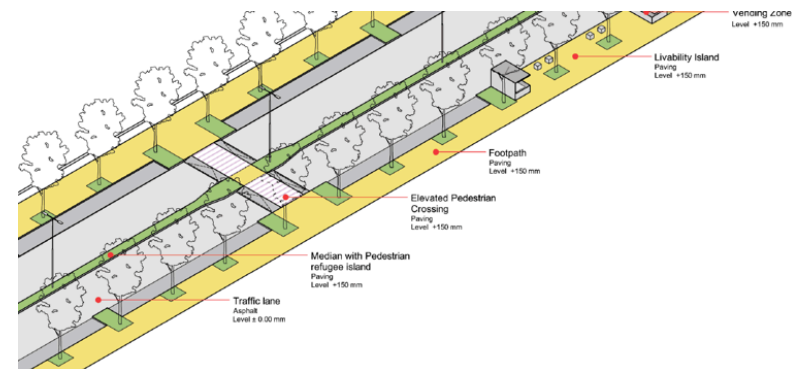 Vending Zone
Level +150 mm
Livability Island
Paving
Level +150 mm
Footpath
Paving
Level +150 mm
Elevated Pedestrian
Crossing
Paving
Level +150 mm
Median with Pedestrian
refugee island
Paving
Level +150 mm
Traffic lane
Asphalt
Level ± 0.00 mm